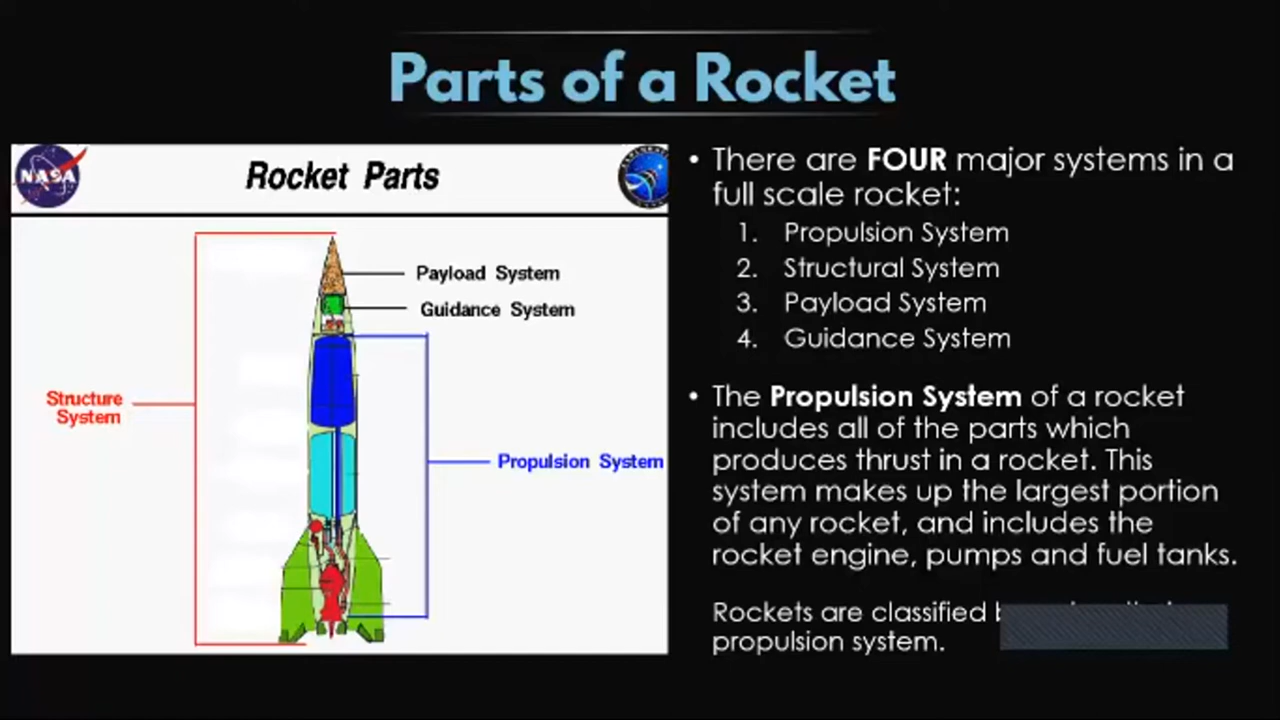 Parts of a Rocket
NASA
Rocket Parts
Payload System
Guidance System
Structure
System
Propulsion System
• There are FOUR major systems in a
full scale rocket:
1. Propulsion System
2. Structural System
3. Payload System
4. Guidance System
• The Propulsion System of a rocket
includes all of the parts which
produces thrust in a rocket. This
system makes up the largest portion
of any rocket, and includes the
rocket engine, pumps and fuel tanks.
Rockets are classified
propulsion system.